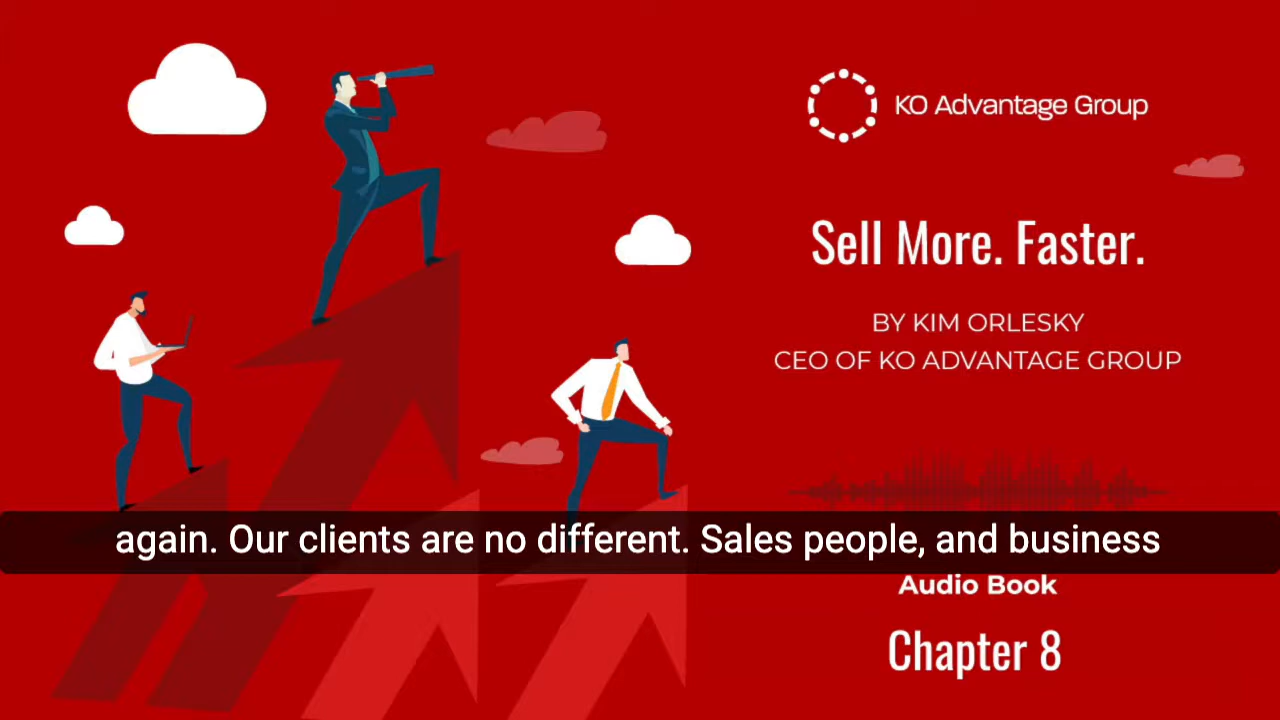 KO Advantage Group
Sell More. Faster.
BY KIM ORLESKY
CEO OF KO ADVANTAGE GROUP
again. Our clients are no different. Sales people, and business
Audio Book
Chapter 8